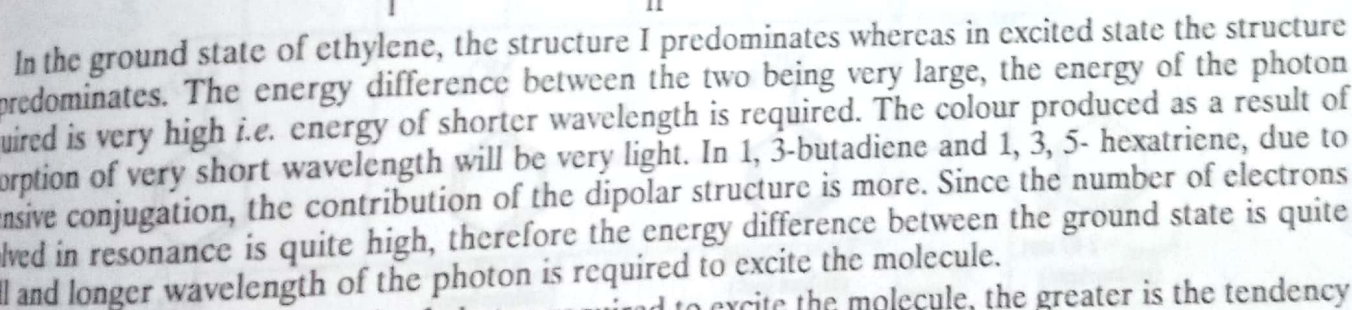 I II
In the ground state of ethylene, the structure I predominates whereas in excited state the structure
predominates. The energy difference between the two being very large, the energy of the photon
uired is very high i.e. energy of shorter wavelength is required. The colour produced as a result of
orption of very short wavelength will be very light. In 1, 3-butadiene and 1, 3, 5- hexatriene, due to
nsive conjugation, the contribution of the dipolar structure is more. Since the number of electrons
lved in resonance is quite high, therefore the energy difference between the ground state is quite
ll and longer wavelength of the photon is required to excite the molecule.
to excite the molecule, the greater is the tendency